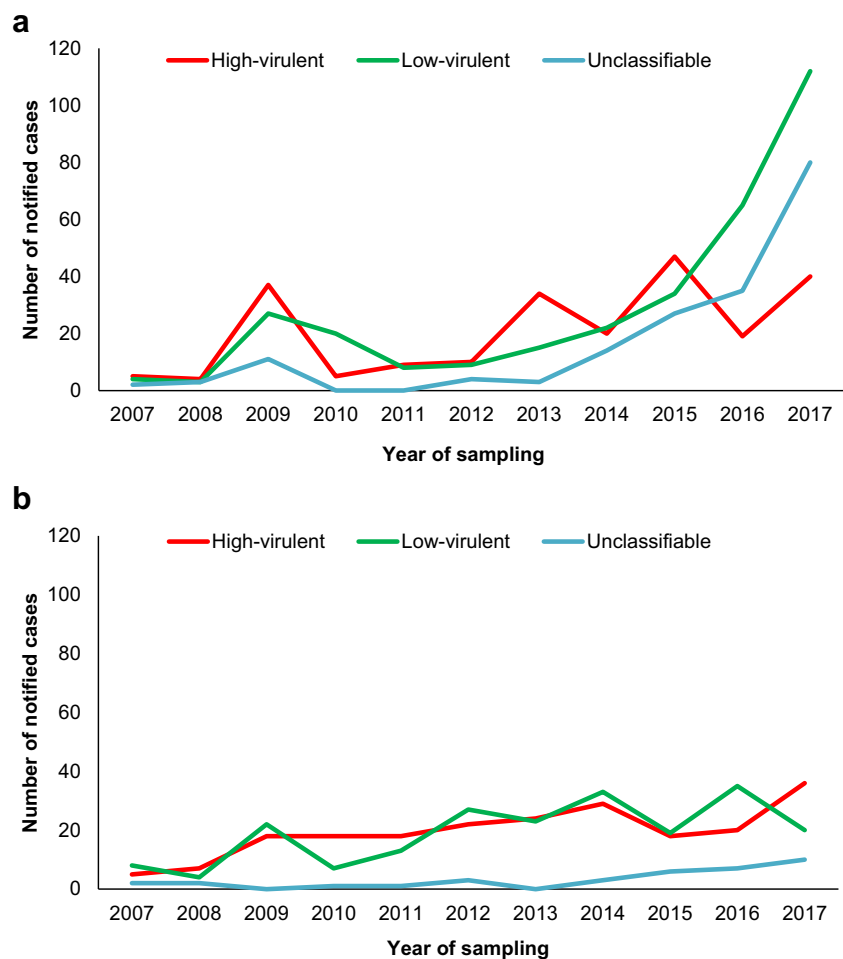 a
High-virulent Low-virulent Unclassifiable
Number of notified cases
120
100
80
60
40
20
0
2007 2008 2009 2010 2011 2012 2013 2014 2015 2016 2017
Year of sampling
b
High-virulent Low-virulent Unclassifiable
Number of notified cases
120
100
80
60
40
20
0
2007 2008 2009 2010 2011 2012 2013 2014 2015 2016 2017
Year of sampling